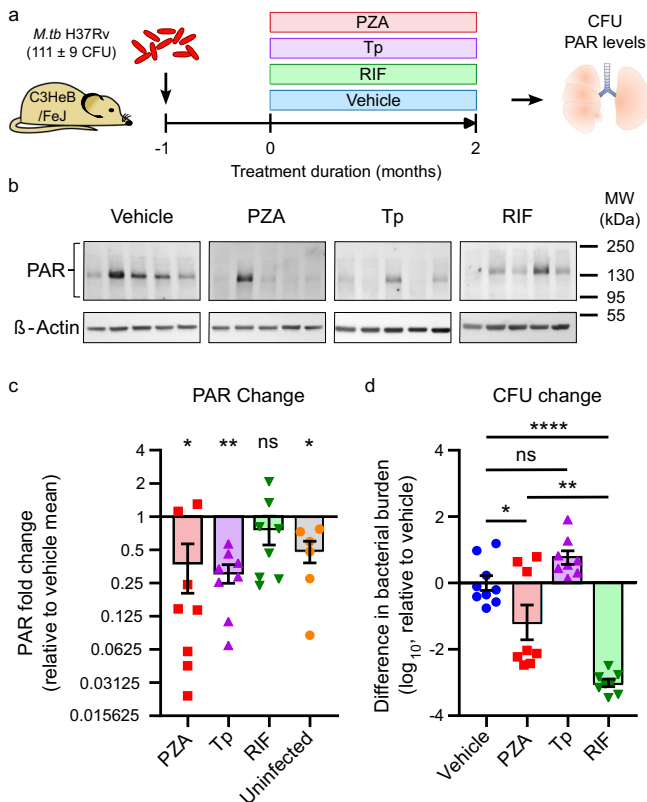 a
M.tb H37Rv
(111 ± 9 CFU)
C3HeB
/FeJ
PZA
Tp
RIF
Vehicle
-1
0
2
Treatment duration (months)
CFU
PAR levels
b
Vehicle
PZA
Tp
RIF
MW
(kDa)
PAR
250
130
95
55
ß-Actin
c
PAR Change
PAR fold change
(relative to vehicle mean)
4
2
1
0.5
0.25
0.125
0.0625
0.03125
0.015625
*
**
ns
*
PZA
Tp
RIF
Uninfected
d
CFU change
Difference in bacterial burden
(log10, relative to vehicle)
4
2
0
-2
-4
****
ns
**
*
Vehicle
PZA
Tp
RIF